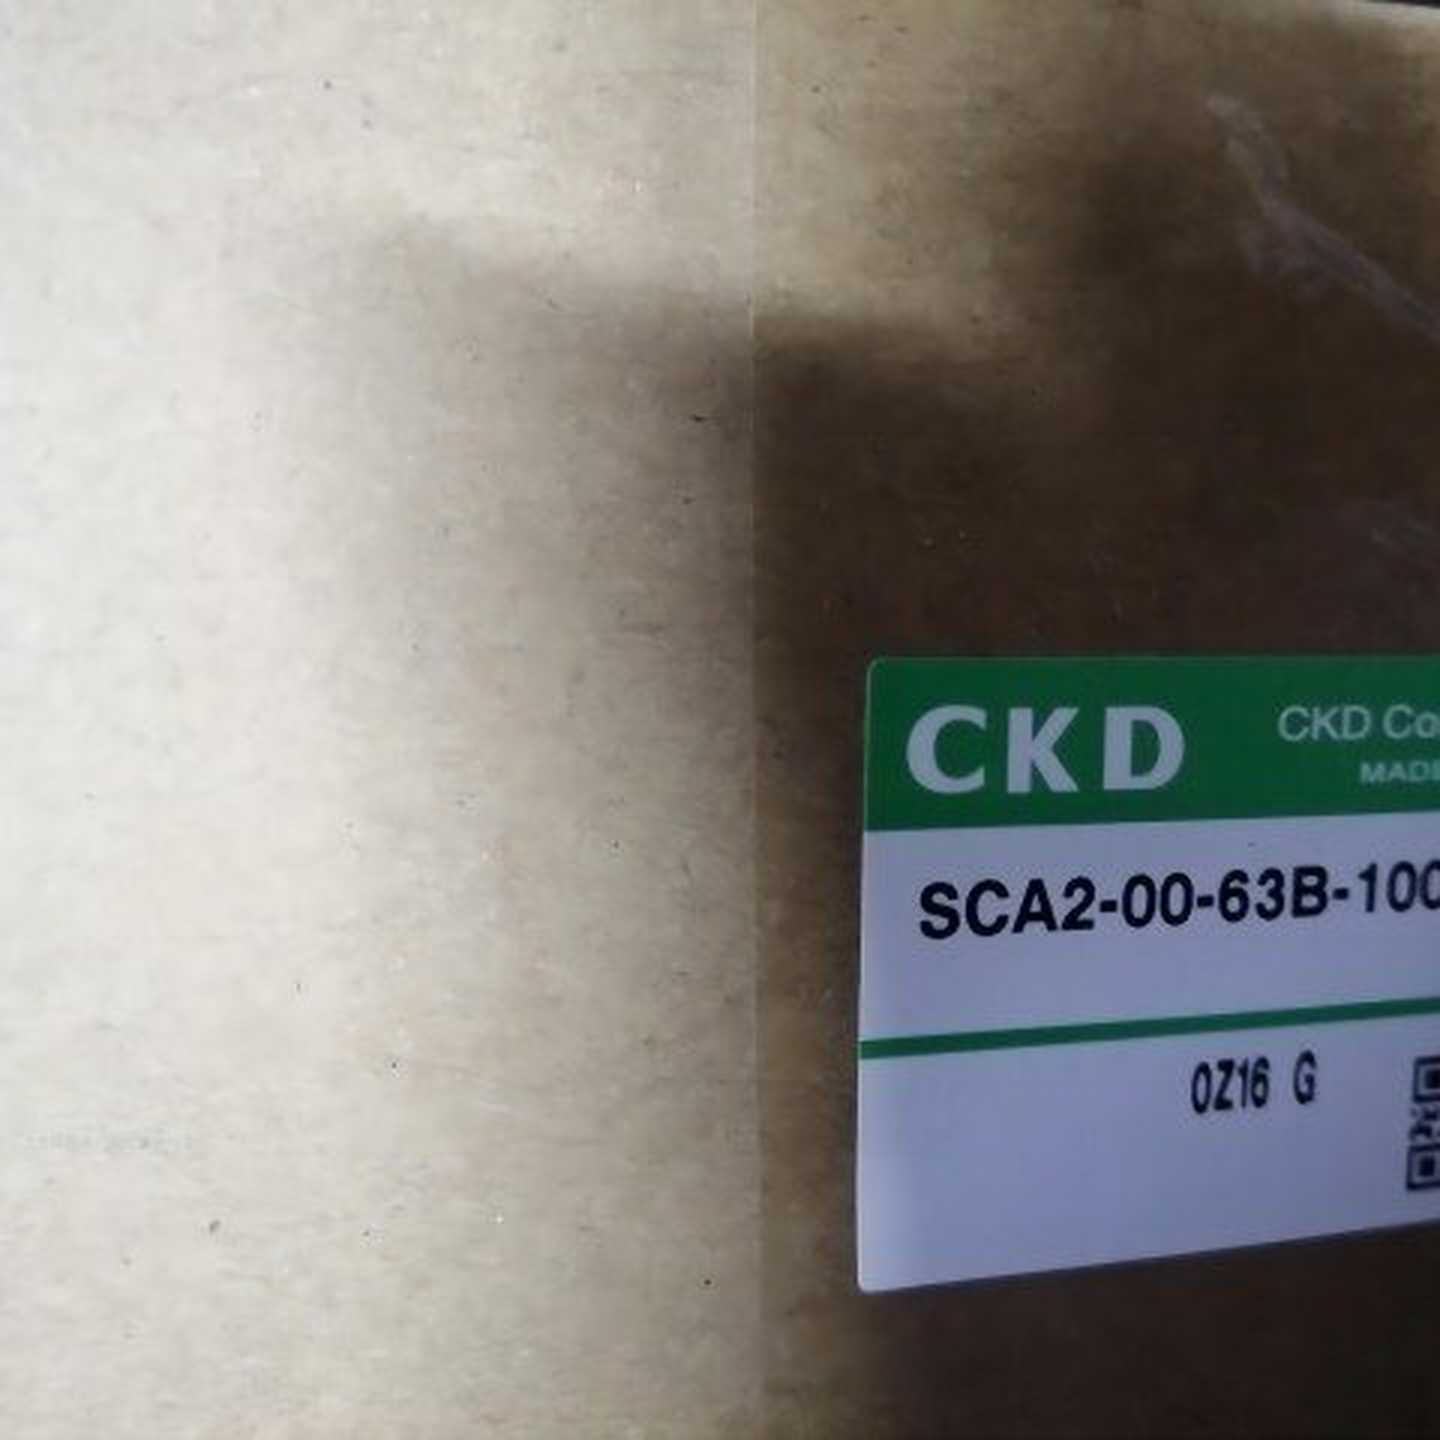 CKD
CKD Co
MADE
SCA2-00-63B-100
0Z16 G